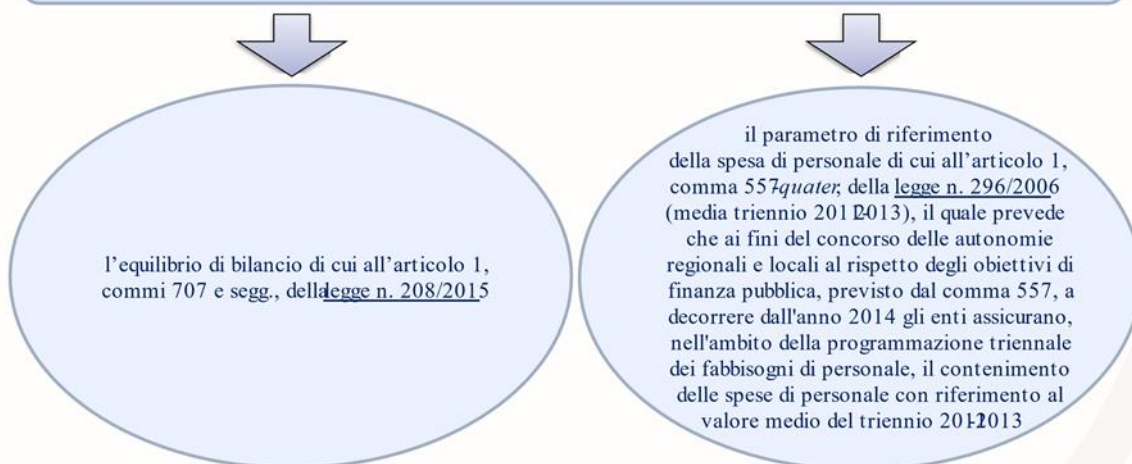 l'equilibrio di bilancio di cui all'articolo 1,
commi 707 e segg., della legge n. 208/2015
il parametro di riferimento
della spesa di personale di cui all'articolo 1,
comma 557-quater, della legge n. 296/2006
(media triennio 2011-2013), il quale prevede
che ai fini del concorso delle autonomie
regionali e locali al rispetto degli obiettivi di
finanza pubblica, previsto dal comma 557, a
decorrere dall'anno 2014 gli enti assicurano,
nell'ambito della programmazione triennale
dei fabbisogni di personale, il contenimento
delle spese di personale con riferimento al
valore medio del triennio 2011-2013